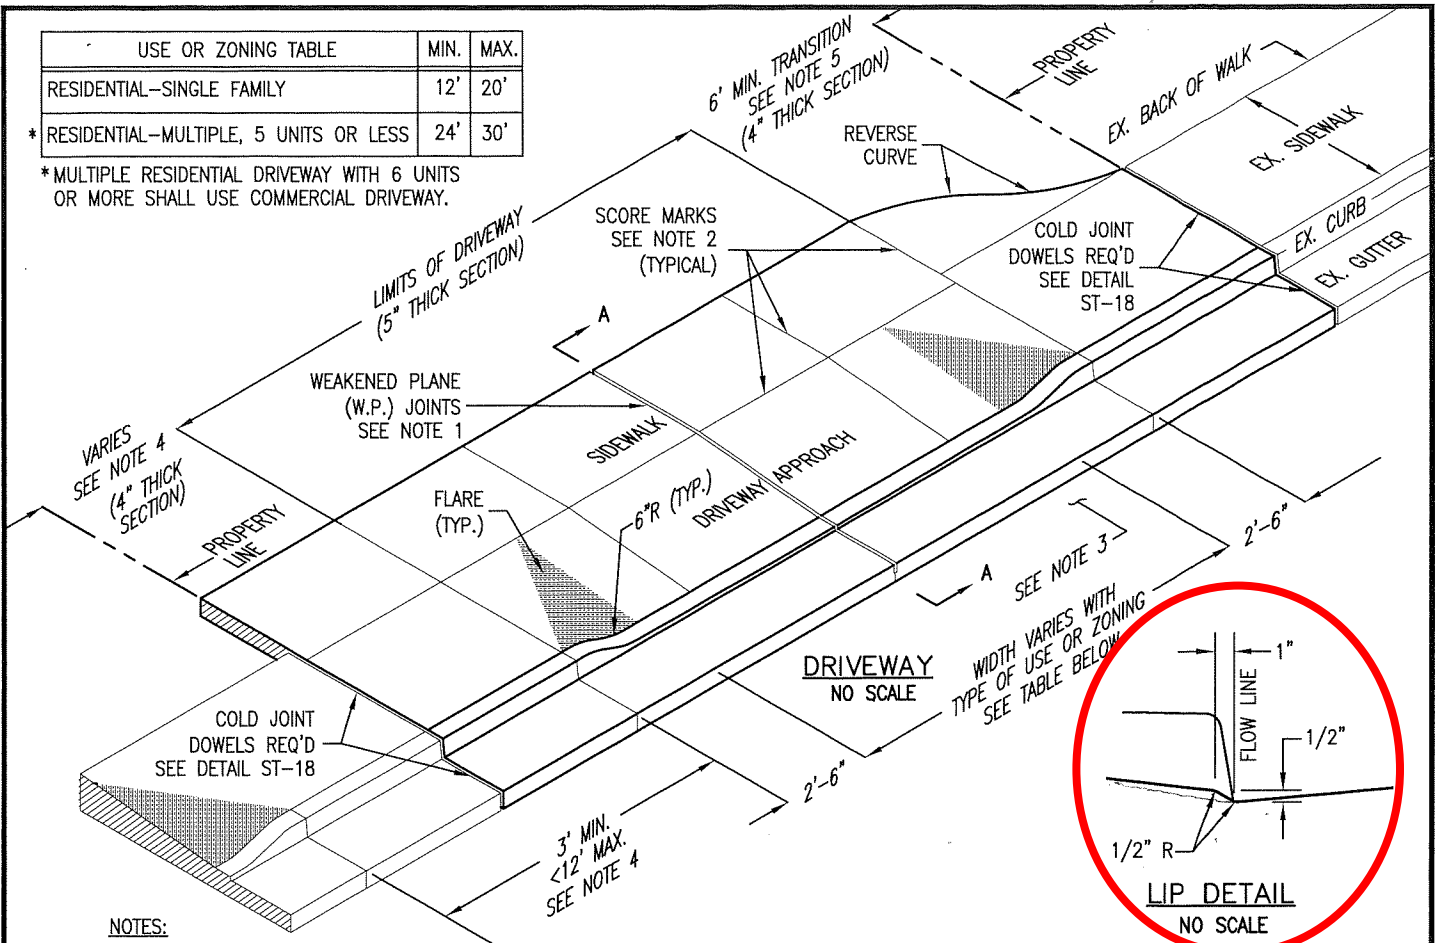 USE OR ZONING TABLE MIN. MAX.
RESIDENTIAL-SINGLE FAMILY 12' 20'
* RESIDENTIAL-MULTIPLE, 5 UNITS OR LESS 24' 30'
* MULTIPLE RESIDENTIAL DRIVEWAY WITH 6 UNITS
OR MORE SHALL USE COMMERCIAL DRIVEWAY.
6' MIN. TRANSITION
SEE NOTE 5
(4" THICK SECTION)
PROPERTY
LINE
EX. BACK OF WALK
EX. SIDEWALK
EX. CURB
EX. GUTTER
REVERSE
CURVE
SCORE MARKS
SEE NOTE 2
(TYPICAL)
COLD JOINT
DOWELS REQ'D
SEE DETAIL
ST-18
LIMITS OF DRIVEWAY
(5" THICK SECTION)
A
WEAKENED PLANE
(W.P.) JOINTS
SEE NOTE 1
SIDEWALK
DRIVEWAY APPROACH
VARIES
SEE NOTE 4
(4" THICK
SECTION)
PROPERTY
LINE
FLARE
(TYP.)
6"R (TYP.)
2'-6"
SEE NOTE 3
A
WIDTH VARIES WITH
TYPE OF USE OR ZONING
SEE TABLE BELOW
DRIVEWAY
NO SCALE
COLD JOINT
DOWELS REQ'D
SEE DETAIL ST-18
2'-6"
3' MIN.
<12' MAX.
SEE NOTE 4
1"
FLOW LINE
1/2"
1/2" R
LIP DETAIL
NO SCALE
NOTES: